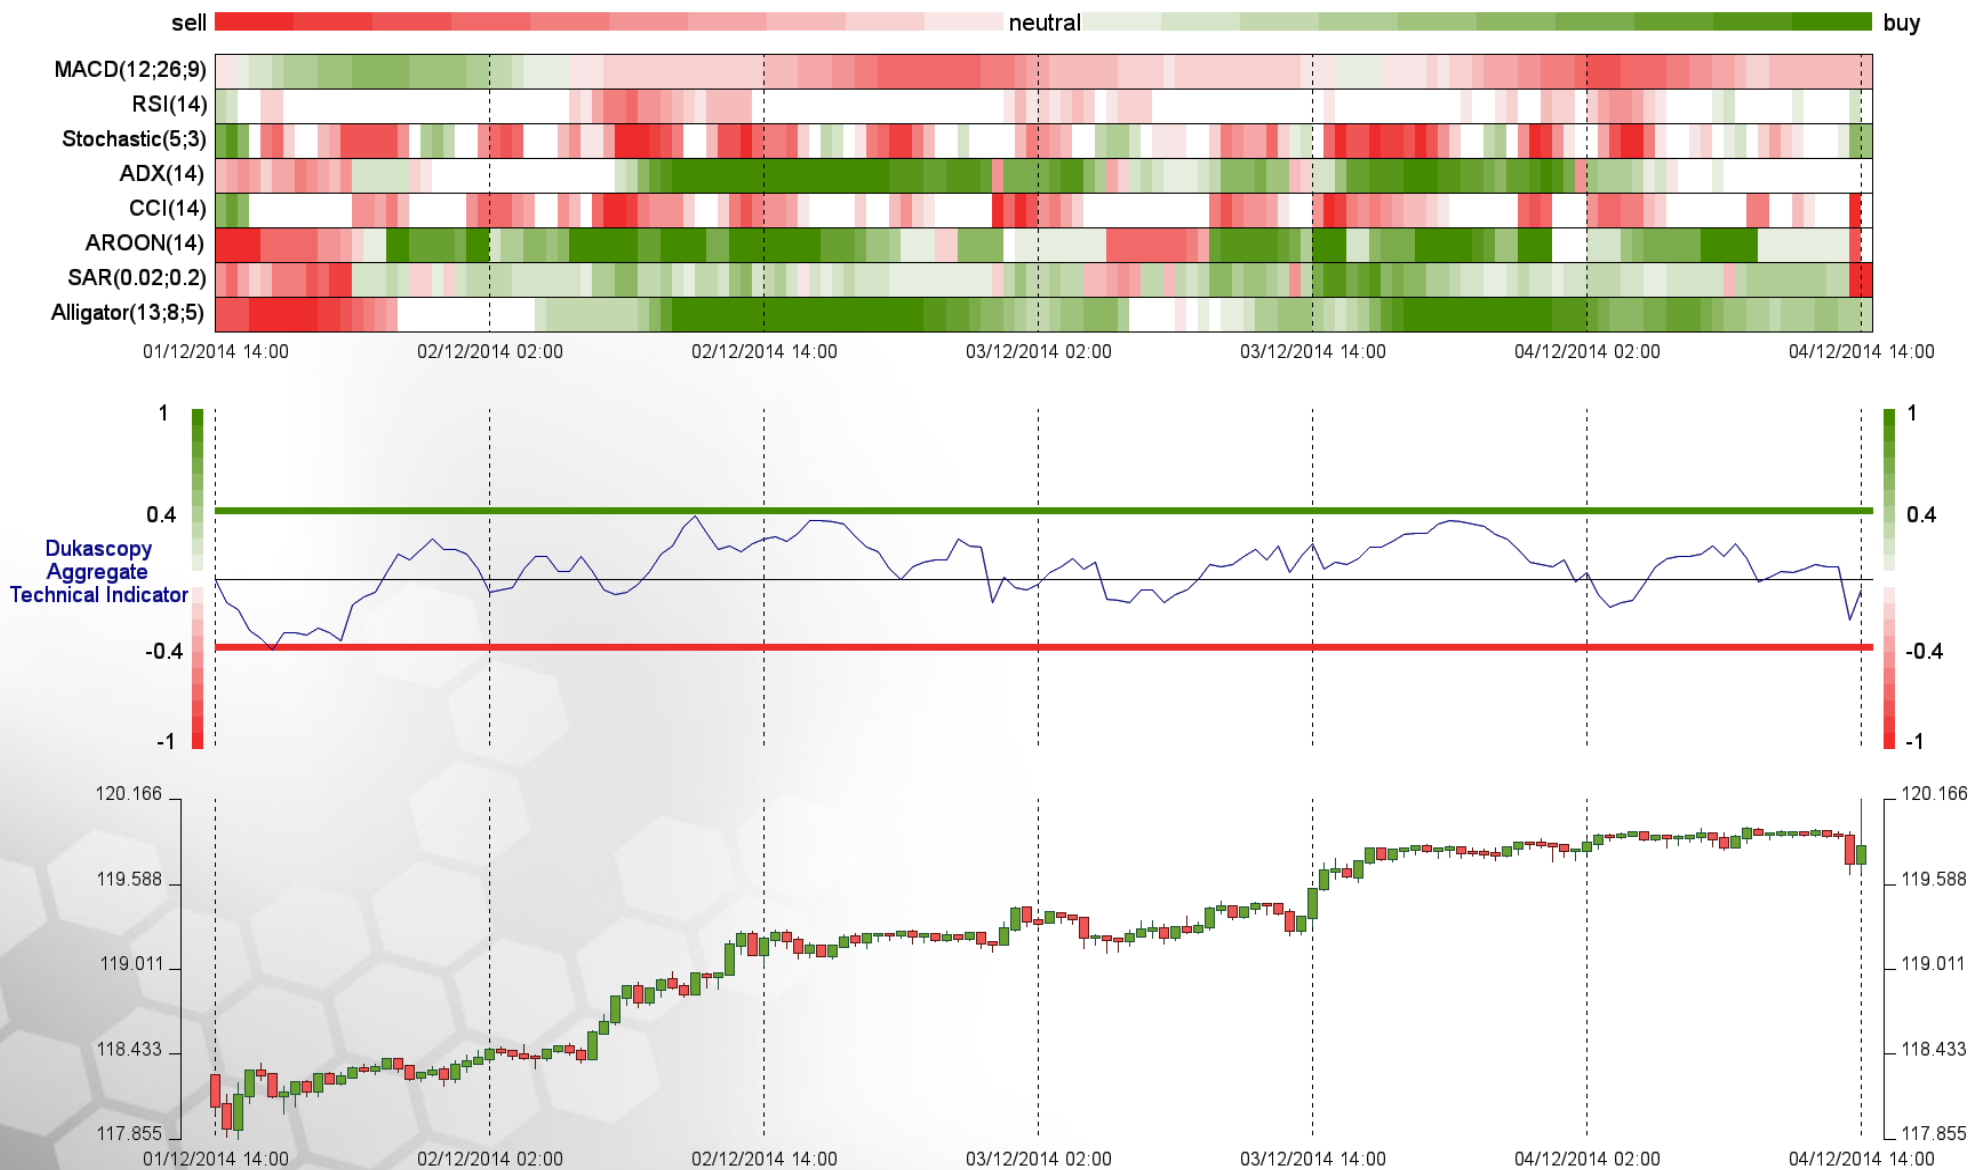 sell neutral buy
MACD(12;26;9)
RSI(14)
Stochastic(5;3)
ADX(14)
CCI(14)
AROON(14)
SAR(0.02;0.2)
Alligator(13;8;5)
01/12/2014 14:00 02/12/2014 02:00 02/12/2014 14:00 03/12/2014 02:00 03/12/2014 14:00 04/12/2014 02:00 04/12/2014 14:00
1 1
0.4 0.4
Dukascopy
Aggregate
Technical Indicator
-0.4 -0.4
-1 -1
120.166 120.166
119.588 119.588
119.011 119.011
118.433 118.433
117.855 117.855
01/12/2014 14:00 02/12/2014 02:00 02/12/2014 14:00 03/12/2014 02:00 03/12/2014 14:00 04/12/2014 02:00 04/12/2014 14:00